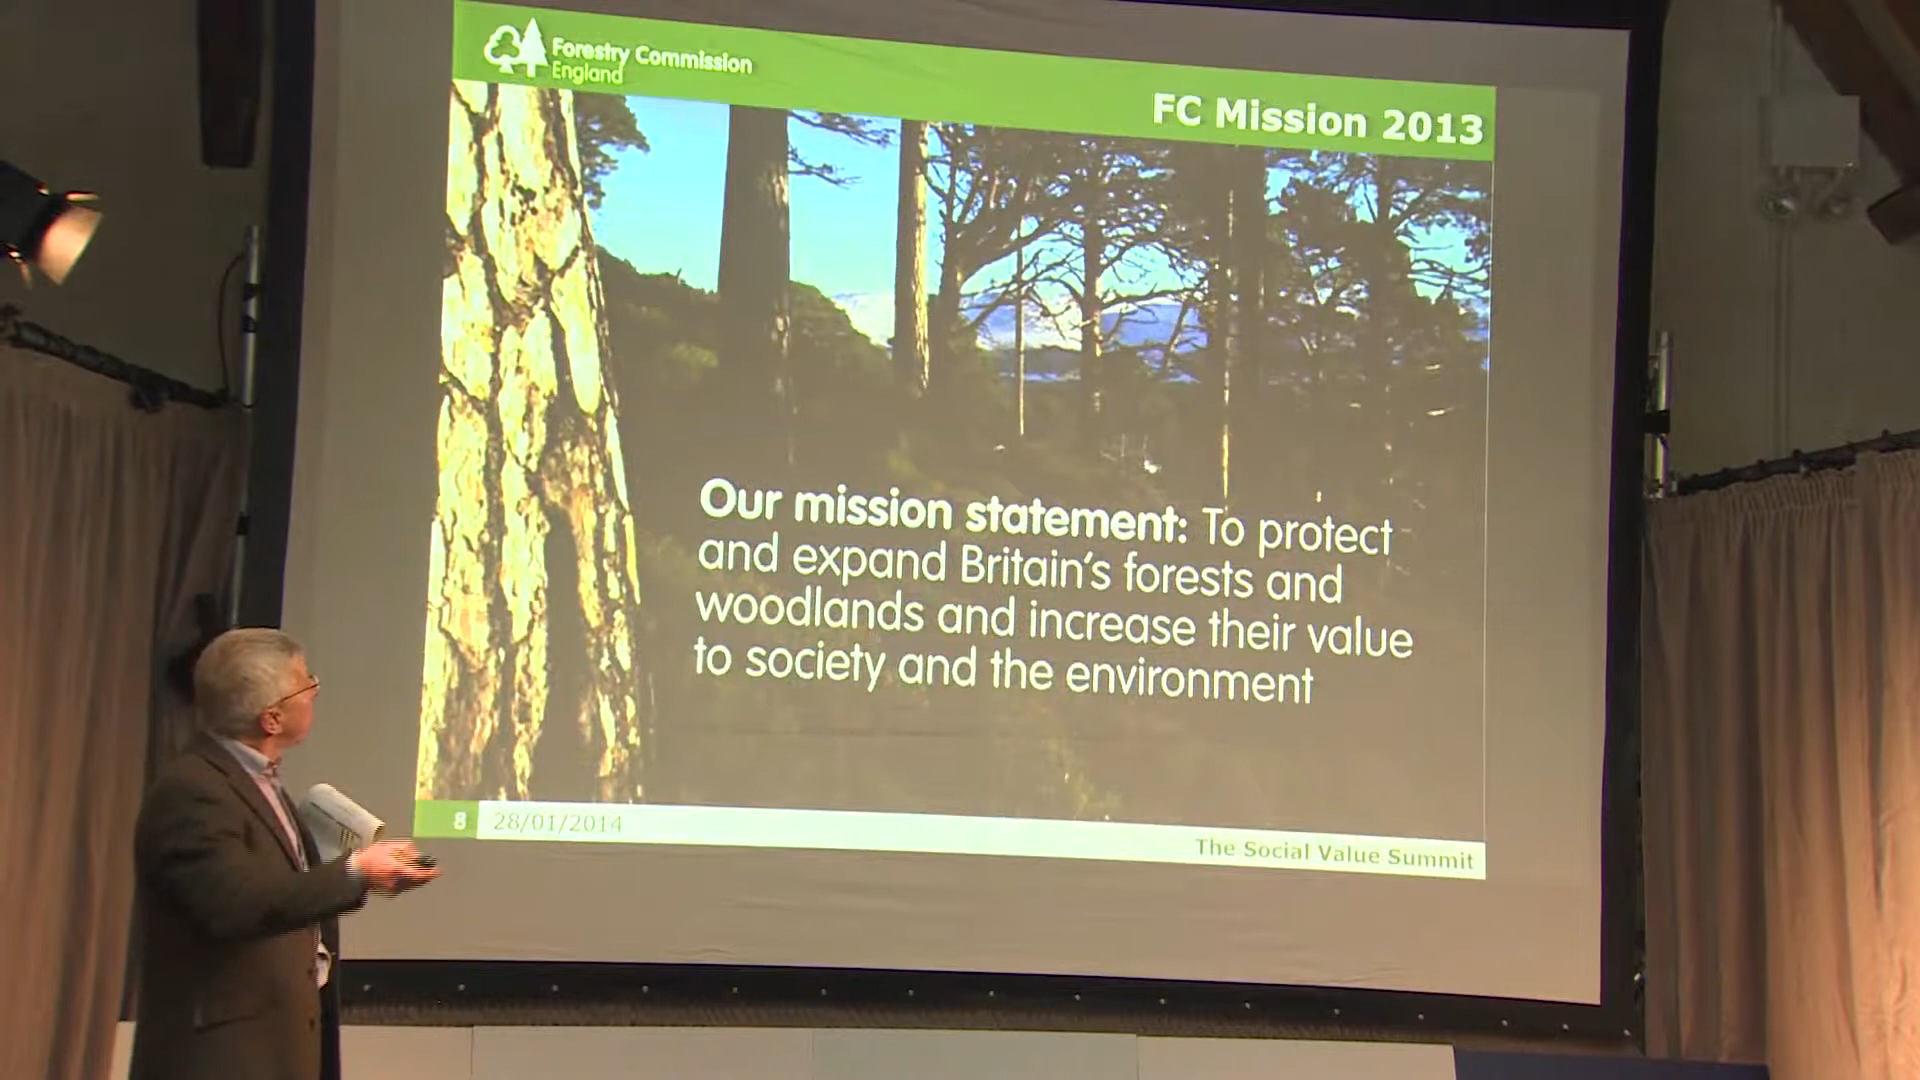 Forestry Commission
England
FC Mission 2013
Our mission statement: To protect
and expand Britain's forests and
woodlands and increase their value
to society and the environment
8
28/01/2014
The Social Value Summit